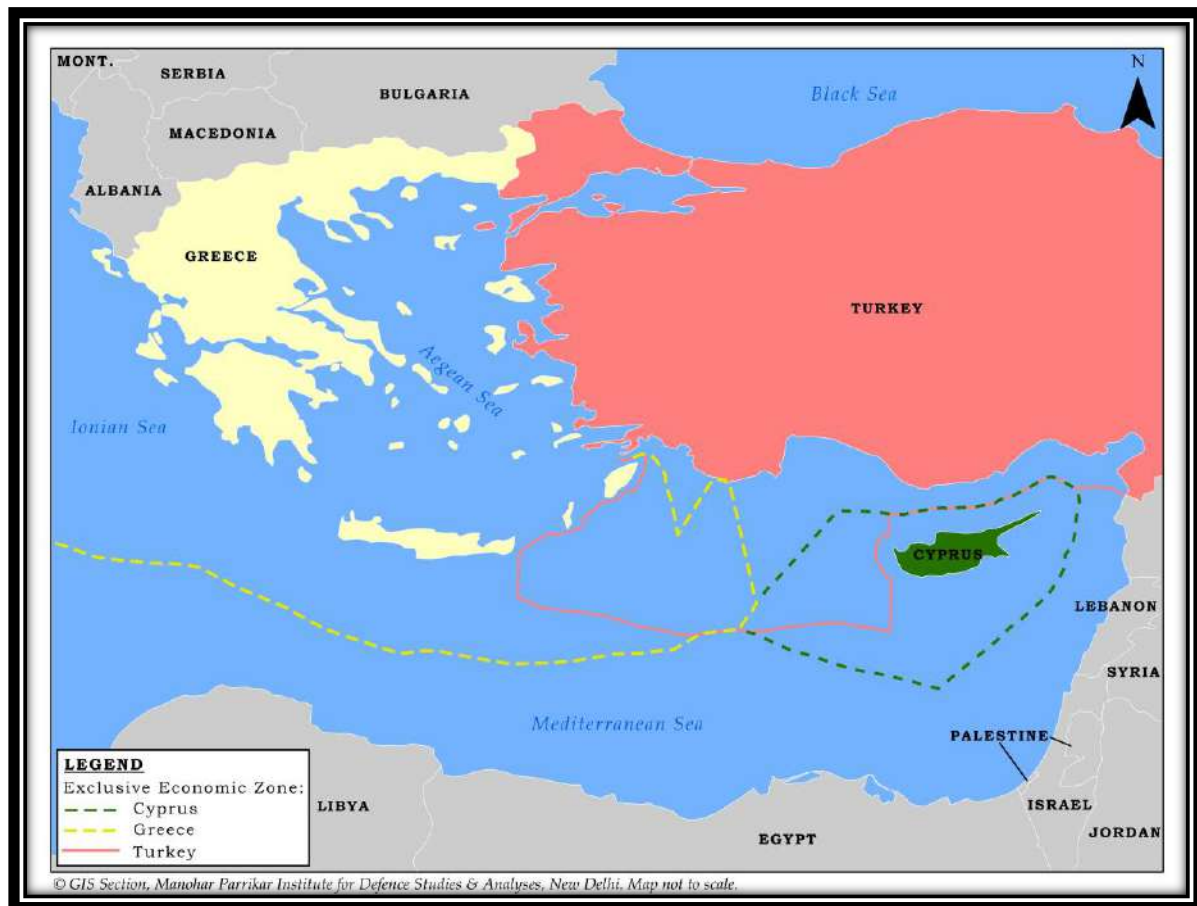 MONT.
SERBIA
BULGARIA
Black Sea
N
MACEDONIA
ALBANIA
GREECE
TURKEY
Aegean Sea
Ionian Sea
CYPRUS
LEBANON
SYRIA
Mediterranean Sea
PALESTINE
LEGEND
Exclusive Economic Zone:
Cyprus
Greece
Turkey
LIBYA
EGYPT
ISRAEL
JORDAN
© GIS Section, Manohar Parrikar Institute for Defence Studies & Analyses, New Delhi. Map not to scale.